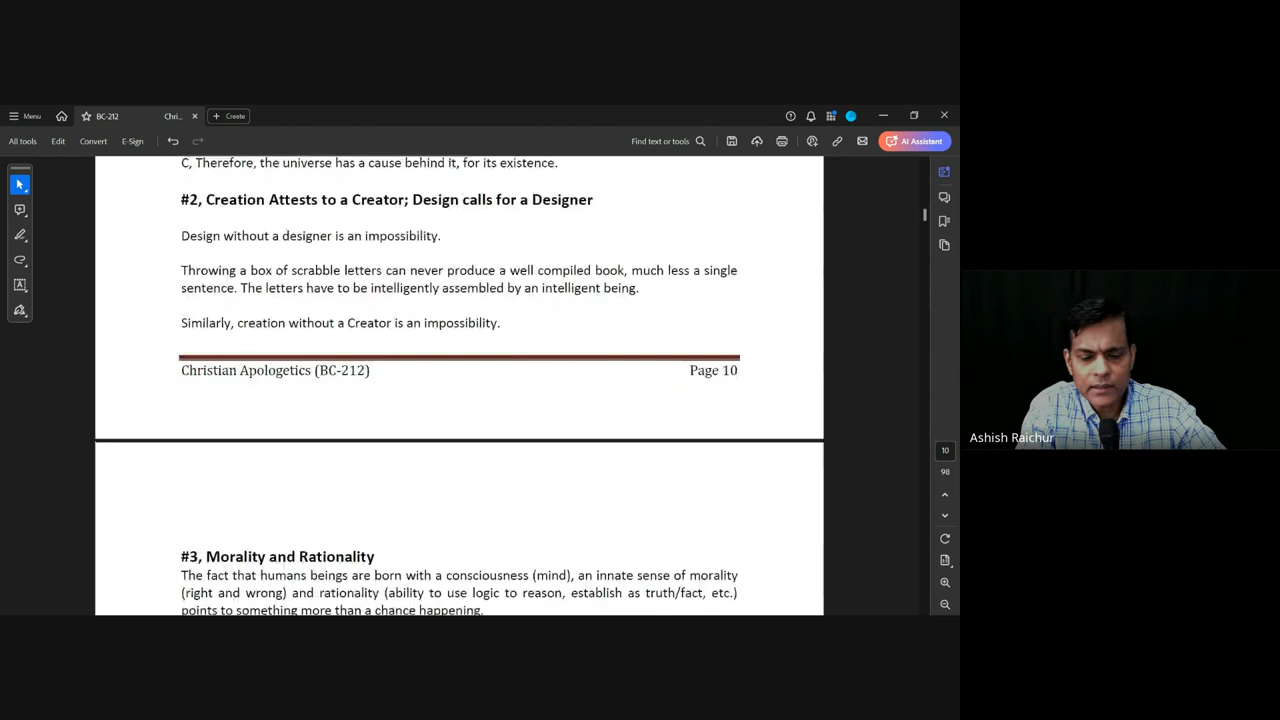 Menu
BC-212
Chri...
Create
All tools
Edit
Convert
E-Sign
Find text or tools
AI Assistant
C, Therefore, the universe has a cause behind it, for its existence.
#2, Creation Attests to a Creator; Design calls for a Designer
Design without a designer is an impossibility.
Throwing a box of scrabble letters can never produce a well compiled book, much less a single
sentence. The letters have to be intelligently assembled by an intelligent being.
Similarly, creation without a Creator is an impossibility.
Christian Apologetics (BC-212)
Page 10
#3, Morality and Rationality
The fact that humans beings are born with a consciousness (mind), an innate sense of morality
(right and wrong) and rationality (ability to use logic to reason, establish as truth/fact, etc.)
points to something more than a chance happening.
10
98
Ashish Raichur